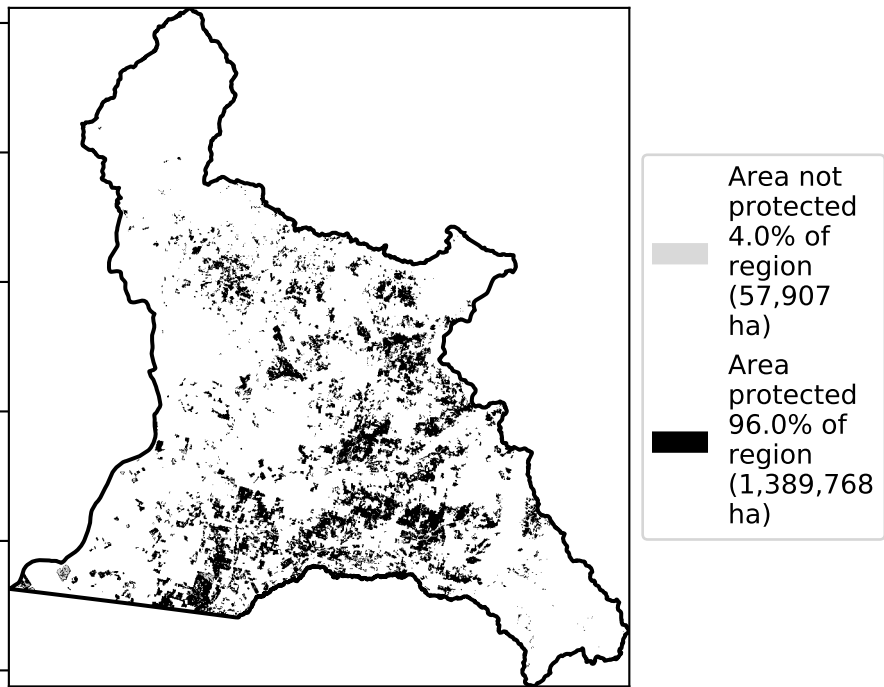 Area not
protected
4.0% of
region
(57,907
ha)
Area
protected
96.0% of
region
(1,389,768
ha)